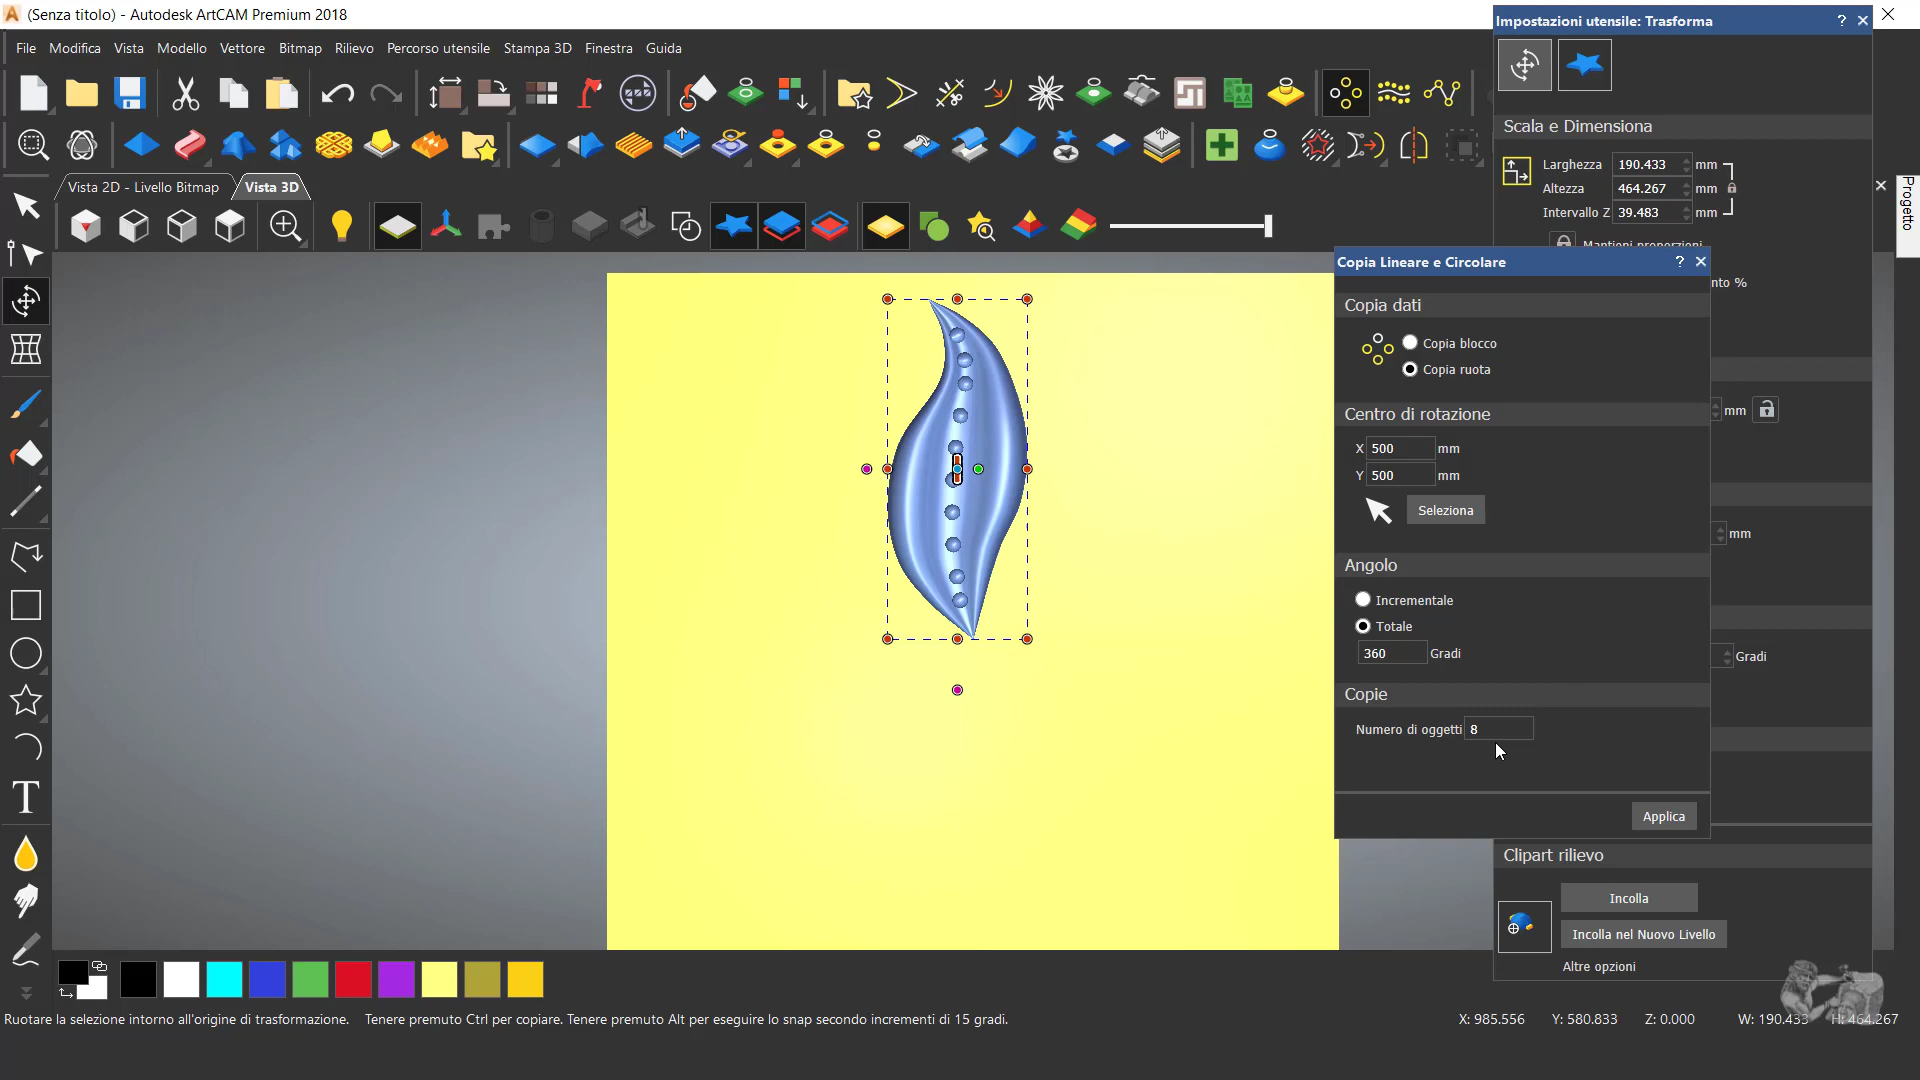 (Senza titolo) - Autodesk ArtCAM Premium 2018
File Modifica Vista Modello Vettore Bitmap Rilievo Percorso utensile Stampa 3D Finestra Guida
Vista 2D - Livello Bitmap Vista 3D
Impostazioni utensile: Trasforma ?
Scala e Dimensiona
Larghezza 190.433 mm
Altezza 464.267 mm
Intervallo Z 39.483 mm
Mantieni proporzioni
nto %
mm
mm
Gradi
Progetto
Copia Lineare e Circolare ?
Copia dati
Copia blocco
Copia ruota
Centro di rotazione
X 500 mm
Y 500 mm
Seleziona
Angolo
Incrementale
Totale
360 Gradi
Copie
Numero di oggetti 8
Applica
Clipart rilievo
Incolla
Incolla nel Nuovo Livello
Altre opzioni
Ruotare la selezione intorno all'origine di trasformazione. Tenere premuto Ctrl per copiare. Tenere premuto Alt per eseguire lo snap secondo incrementi di 15 gradi.
X: 985.556 Y: 580.833 Z: 0.000 W: 190.433 H: 464.267